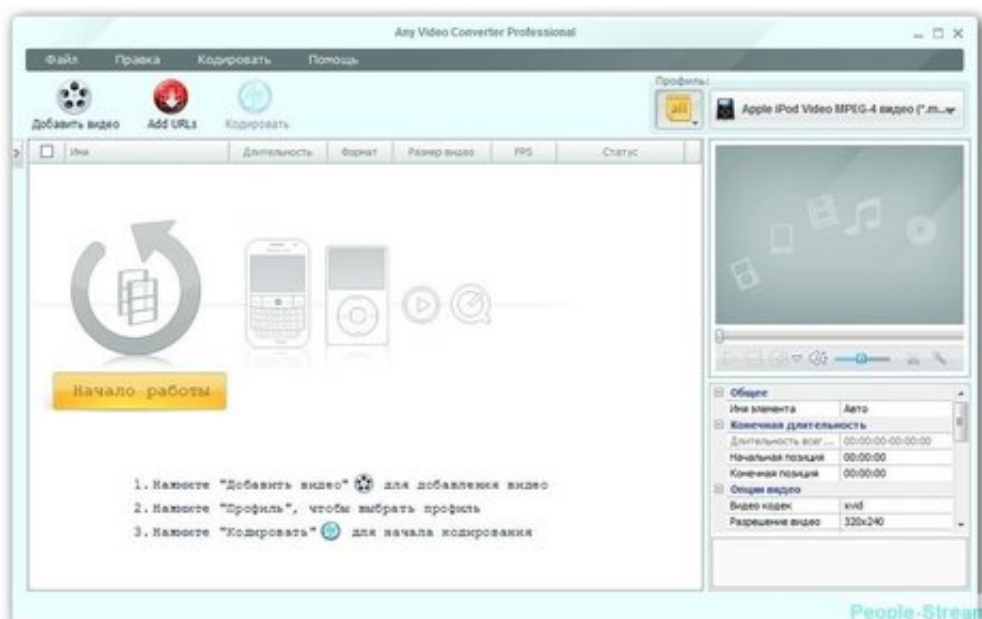 Any Video Converter Professional
Файл Правка Кодировать Помощь
Профиль:
Добавить видео Add URLs Кодировать
all
Apple iPod Video MPEG-4 видео (*.m...
Имя Длительность Формат Размер видео FPS Статус
Начало работы
1. Нажмите "Добавить видео" для добавления видео
2. Нажмите "Профиль", чтобы выбрать профиль
3. Нажмите "Кодировать" для начала кодирования
Общее
Имя элемента Авто
Конечная длительность
Длительность всег... 00:00:00-00:00:00
Начальная позиция 00:00:00
Конечная позиция 00:00:00
Опции видео
Видео кодек xvid
Разрешение видео 320x240
People-Stream